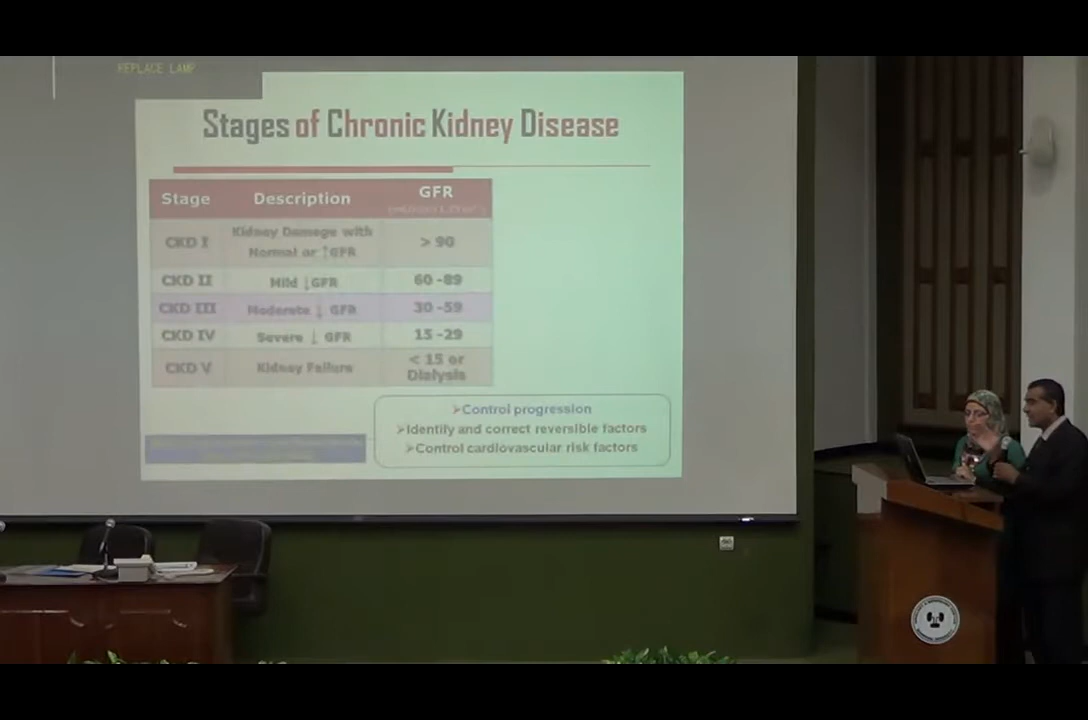 REPLACE LAMP
Stages of Chronic Kidney Disease
Stage Description GFR
CKD I Kidney Damage with Normal or ↑GFR > 90
CKD II Mild ↓GFR 60 -89
CKD III Moderate ↓ GFR 30 -59
CKD IV Severe ↓ GFR 15 -29
CKD V Kidney Failure < 15 or Dialysis
➢Control progression
➢Identify and correct reversible factors
➢Control cardiovascular risk factors